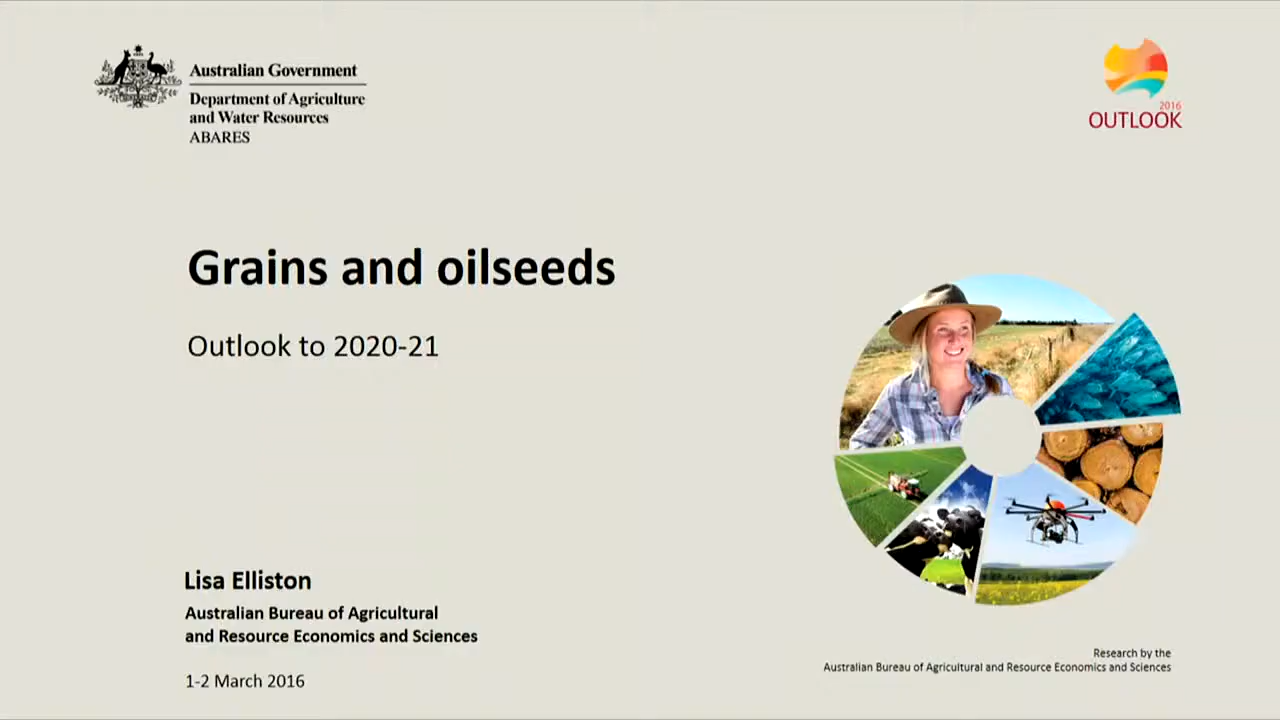 Australian Government
Department of Agriculture
and Water Resources
ABARES
2016
OUTLOOK
Grains and oilseeds
Outlook to 2020-21
Lisa Elliston
Australian Bureau of Agricultural
and Resource Economics and Sciences
1-2 March 2016
Research by the
Australian Bureau of Agricultural and Resource Economics and Sciences